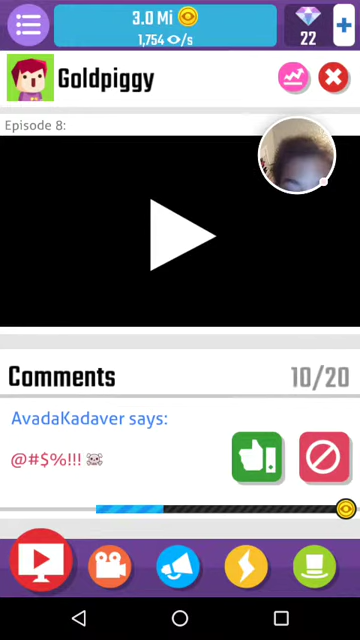 3.0 Mi
1,754 /s
22
Goldpiggy
Episode 8:
Comments
10/20
AvadaKadaver says:
@#$%!!!